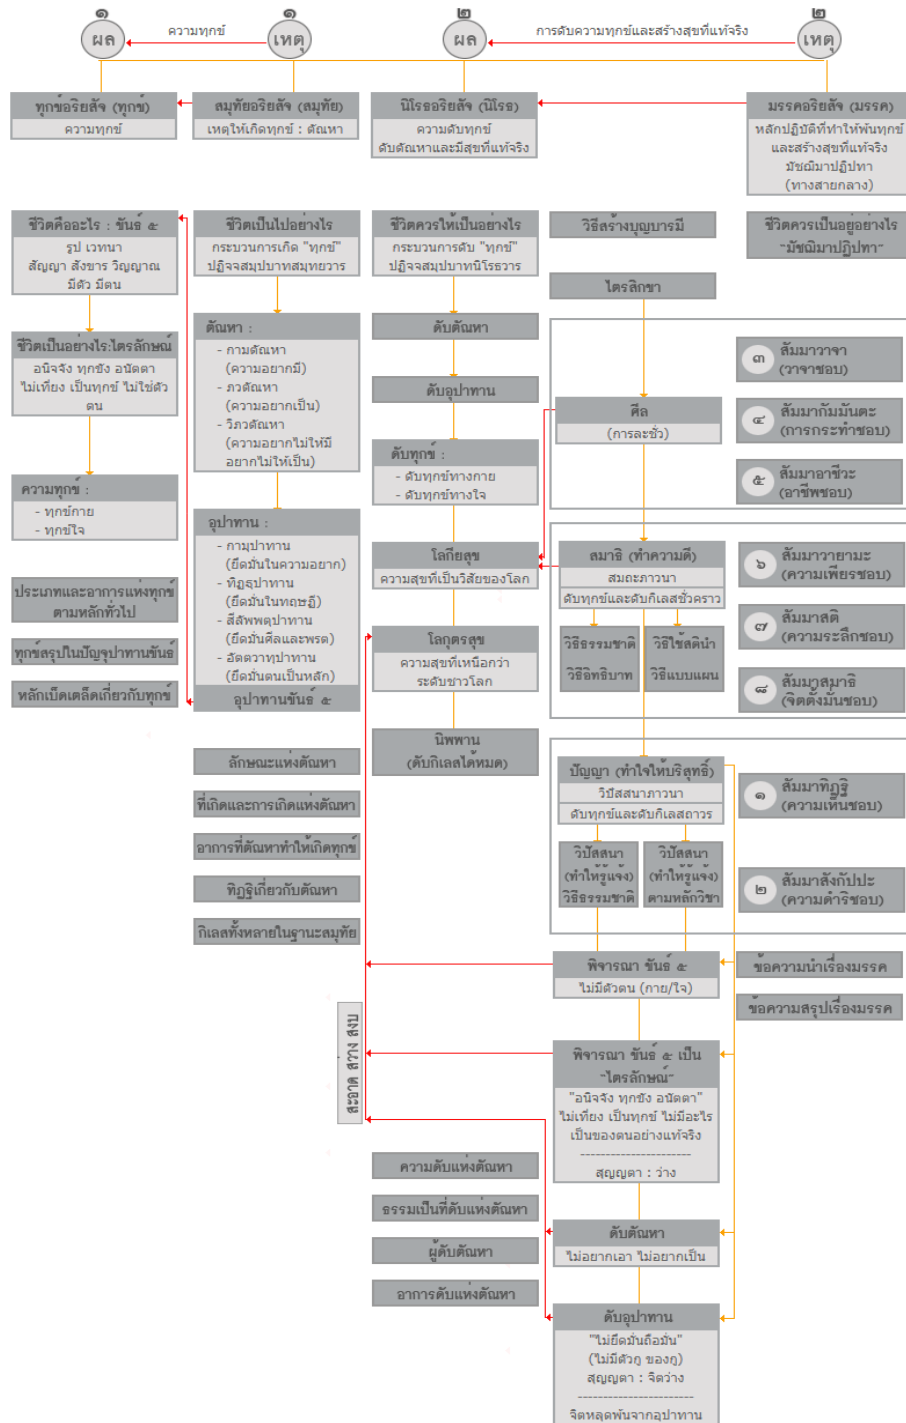 ๑
๑
๒
๒
ผล
ความทุกข์
เหตุ
ผล
การดับความทุกข์และสร้างสุขที่แท้จริง
เหตุ
ทุกข์อริยสัจ (ทุกข์)
ความทุกข์
สมุทัยอริยสัจ (สมุทัย)
เหตุให้เกิดทุกข์ : ตัณหา
นิโรธอริยสัจ (นิโรธ)
ความดับทุกข์
ดับตัณหาและมีสุขที่แท้จริง
มรรคอริยสัจ (มรรค)
หลักปฏิบัติที่ทำให้พ้นทุกข์
และสร้างสุขที่แท้จริง
มัชฌิมาปฏิปทา
(ทางสายกลาง)
ชีวิตคืออะไร : ขันธ์ ๕
รูป เวทนา
สัญญา สังขาร วิญญาณ
มีตัว มีตน
ชีวิตเป็นอย่างไร:ไตรลักษณ์
อนิจจัง ทุกขัง อนัตตา
ไม่เที่ยง เป็นทุกข์ ไม่ใช่ตัว
ตน
ความทุกข์ :
- ทุกข์กาย
- ทุกข์ใจ
ประเภทและอาการแห่งทุกข์
ตามหลักทั่วไป
ทุกข์สรุปในปัญจุปาทานขันธ์
หลักเบ็ดเตล็ดเกี่ยวกับทุกข์
ชีวิตเป็นไปอย่างไร
กระบวนการเกิด "ทุกข์"
ปฏิจจสมุปบาทสมุทยวาร
ตัณหา :
- กามตัณหา
(ความอยากมี)
- ภวตัณหา
(ความอยากเป็น)
- วิภวตัณหา
(ความอยากไม่ให้มี
อยากไม่ให้เป็น)
อุปาทาน :
- กามุปาทาน
(ยึดมั่นในความอยาก)
- ทิฏฐุปาทาน
(ยึดมั่นในทฤษฎี)
- สีลัพพตุปาทาน
(ยึดมั่นศีลและพรต)
- อัตตวาทุปาทาน
(ยึดมั่นตนเป็นหลัก)
อุปาทานขันธ์ ๕
ลักษณะแห่งตัณหา
ที่เกิดและการเกิดแห่งตัณหา
อาการที่ตัณหาทำให้เกิดทุกข์
ทิฏฐิเกี่ยวกับตัณหา
กิเลสทั้งหลายในฐานะสมุทัย
ชีวิตควรให้เป็นอย่างไร
กระบวนการดับ "ทุกข์"
ปฏิจจสมุปบาทนิโรธวาร
ดับตัณหา
ดับอุปาทาน
ดับทุกข์ :
- ดับทุกข์ทางกาย
- ดับทุกข์ทางใจ
โลกียสุข
ความสุขที่เป็นวิสัยของโลก
โลกุตรสุข
ความสุขที่เหนือกว่า
ระดับชาวโลก
นิพพาน
(ดับกิเลสได้หมด)
สะอาด สว่าง สงบ
ความดับแห่งตัณหา
ธรรมเป็นที่ดับแห่งตัณหา
ผู้ดับตัณหา
อาการดับแห่งตัณหา
วิธีสร้างบุญบารมี
ไตรสิกขา
ศีล
(การละชั่ว)
สมาธิ (ทำความดี)
สมถะภาวนา
ดับทุกข์และดับกิเลสชั่วคราว
วิธีธรรมชาติ
วิธีอิทธิบาท
วิธีใช้สตินำ
วิธีแบบแผน
ปัญญา (ทำใจให้บริสุทธิ์)
วิปัสสนาภาวนา
ดับทุกข์และดับกิเลสถาวร
วิปัสสนา
(ทำให้รู้แจ้ง)
วิธีธรรมชาติ
วิปัสสนา
(ทำให้รู้แจ้ง)
ตามหลักวิชา
พิจารณา ขันธ์ ๕
ไม่มีตัวตน (กาย/ใจ)
พิจารณา ขันธ์ ๕ เป็น
"ไตรลักษณ์"
"อนิจจัง ทุกขัง อนัตตา"
ไม่เที่ยง เป็นทุกข์ ไม่มีอะไร
เป็นของตนอย่างแท้จริง
----------------------
สุญญตา : ว่าง
ดับตัณหา
ไม่อยากเอา ไม่อยากเป็น
ดับอุปาทาน
"ไม่ยึดมั่นถือมั่น"
(ไม่มีตัวกู ของกู)
สุญญตา : จิตว่าง
----------------------
จิตหลุดพ้นจากอุปาทาน
ชีวิตควรเป็นอยู่อย่างไร
"มัชฌิมาปฏิปทา"
๓ สัมมาวาจา
(วาจาชอบ)
๔ สัมมากัมมันตะ
(การกระทำชอบ)
๕ สัมมาอาชีวะ
(อาชีพชอบ)
๖ สัมมาวายามะ
(ความเพียรชอบ)
๗ สัมมาสติ
(ความระลึกชอบ)
๘ สัมมาสมาธิ
(จิตตั้งมั่นชอบ)
๑ สัมมาทิฏฐิ
(ความเห็นชอบ)
๒ สัมมาสังกัปปะ
(ความดำริชอบ)
ข้อความนำเรื่องมรรค
ข้อความสรุปเรื่องมรรค